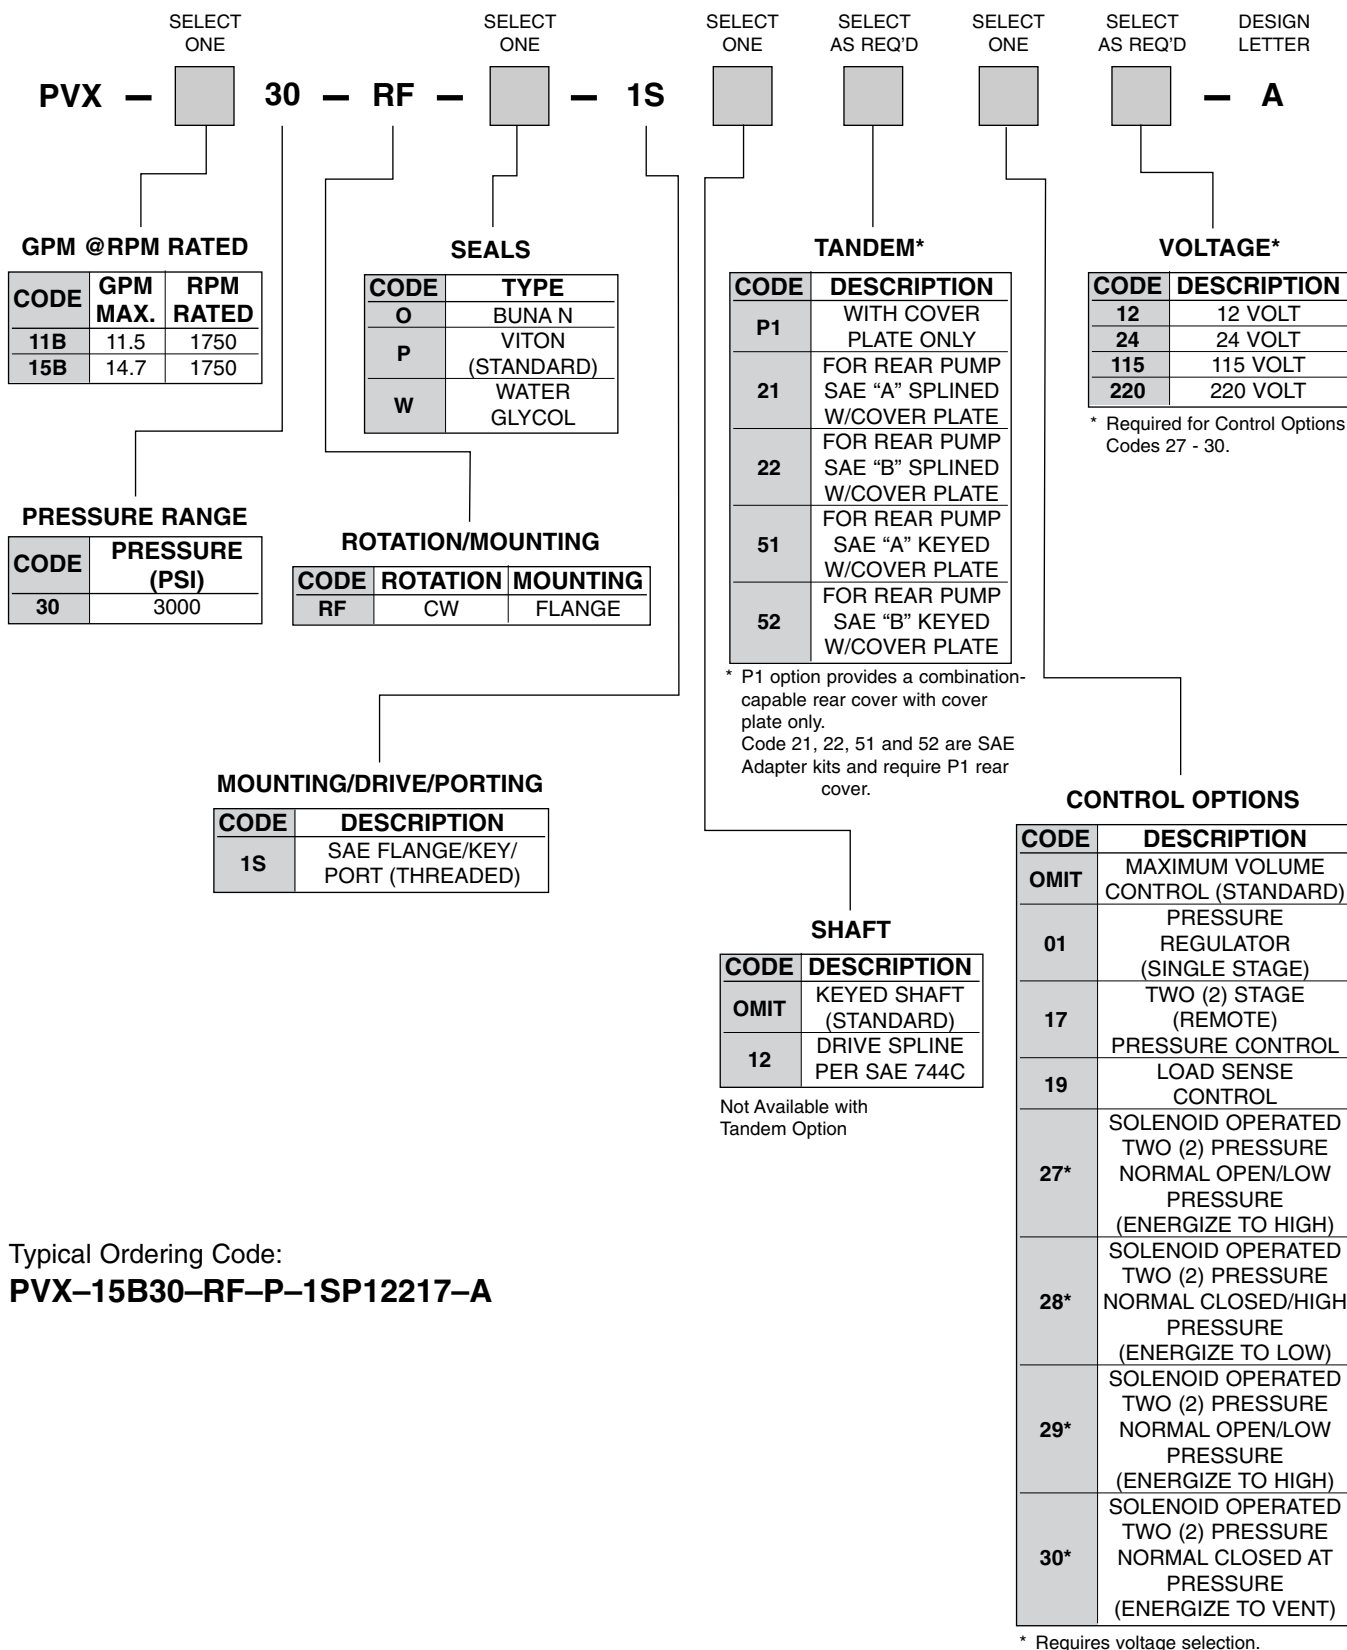 SELECT ONE
SELECT ONE
SELECT ONE
SELECT AS REQ'D
SELECT ONE
SELECT AS REQ'D
DESIGN LETTER
PVX — 30 — RF — — 1S — A
GPM @RPM RATED
CODE GPM MAX. RPM RATED
11B 11.5 1750
15B 14.7 1750
SEALS
CODE TYPE
O BUNA N
P VITON (STANDARD)
W WATER GLYCOL
TANDEM*
CODE DESCRIPTION
P1 WITH COVER PLATE ONLY
21 FOR REAR PUMP SAE “A” SPLINED W/COVER PLATE
22 FOR REAR PUMP SAE “B” SPLINED W/COVER PLATE
51 FOR REAR PUMP SAE “A” KEYED W/COVER PLATE
52 FOR REAR PUMP SAE “B” KEYED W/COVER PLATE
* P1 option provides a combination-
capable rear cover with cover
plate only.
Code 21, 22, 51 and 52 are SAE
Adapter kits and require P1 rear
cover.
VOLTAGE*
CODE DESCRIPTION
12 12 VOLT
24 24 VOLT
115 115 VOLT
220 220 VOLT
* Required for Control Options
Codes 27 - 30.
PRESSURE RANGE
CODE PRESSURE (PSI)
30 3000
ROTATION/MOUNTING
CODE ROTATION MOUNTING
RF CW FLANGE
MOUNTING/DRIVE/PORTING
CODE DESCRIPTION
1S SAE FLANGE/KEY/ PORT (THREADED)
SHAFT
CODE DESCRIPTION
OMIT KEYED SHAFT (STANDARD)
12 DRIVE SPLINE PER SAE 744C
Not Available with
Tandem Option
CONTROL OPTIONS
CODE DESCRIPTION
OMIT MAXIMUM VOLUME CONTROL (STANDARD)
01 PRESSURE REGULATOR (SINGLE STAGE)
17 TWO (2) STAGE (REMOTE) PRESSURE CONTROL
19 LOAD SENSE CONTROL
27* SOLENOID OPERATED TWO (2) PRESSURE NORMAL OPEN/LOW PRESSURE (ENERGIZE TO HIGH)
28* SOLENOID OPERATED TWO (2) PRESSURE NORMAL CLOSED/HIGH PRESSURE (ENERGIZE TO LOW)
29* SOLENOID OPERATED TWO (2) PRESSURE NORMAL OPEN/LOW PRESSURE (ENERGIZE TO HIGH)
30* SOLENOID OPERATED TWO (2) PRESSURE NORMAL CLOSED AT PRESSURE (ENERGIZE TO VENT)
* Requires voltage selection.
Typical Ordering Code:
PVX–15B30–RF–P–1SP12217–A